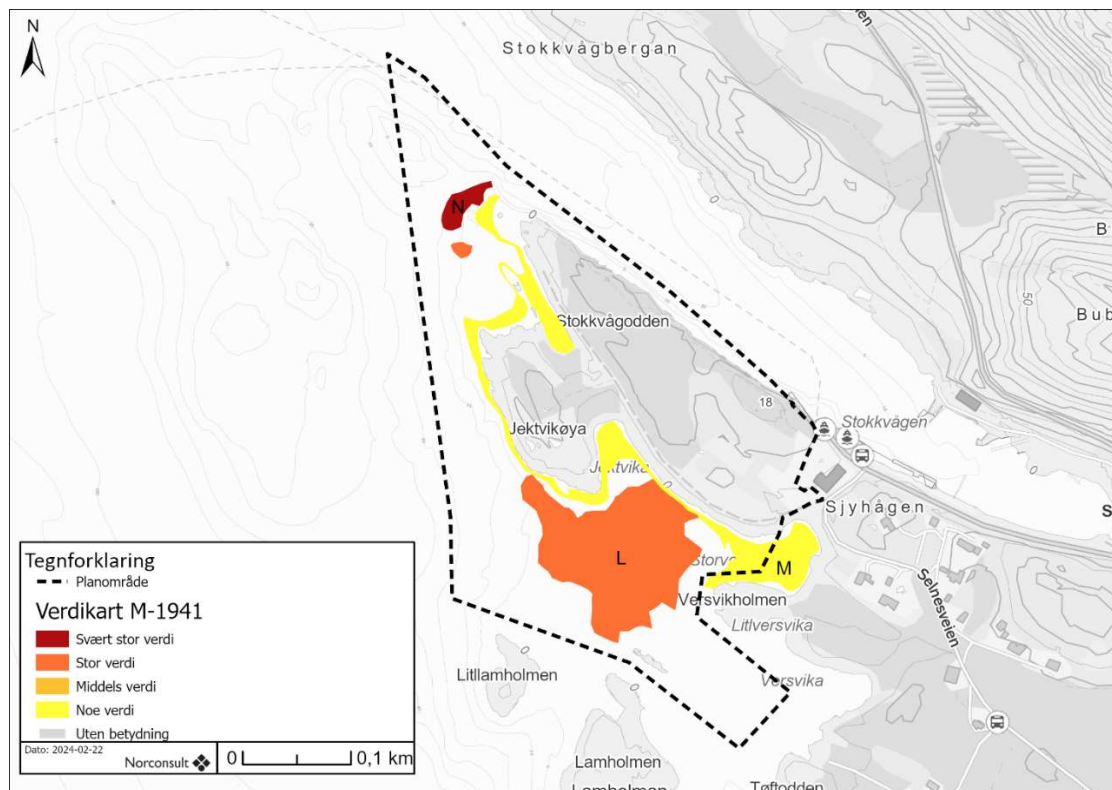 N
Stokkvågbergan
en
B
50
Bub
N
Stokkvågodden
18
Stokkvågen
Jektvikøya
Jektvika
Sjyhågen
S
L
Storv
M
Versvikholmen
Litlversvika
Selnesveien
Versvika
Litllamholmen
Lamholmen
Lamholmen
Tøftodden
Tegnforklaring
Planområde
Verdikart M-1941
Svært stor verdi
Stor verdi
Middels verdi
Noe verdi
Uten betydning
Dato: 2024-02-22
Norconsult
0 0,1 km